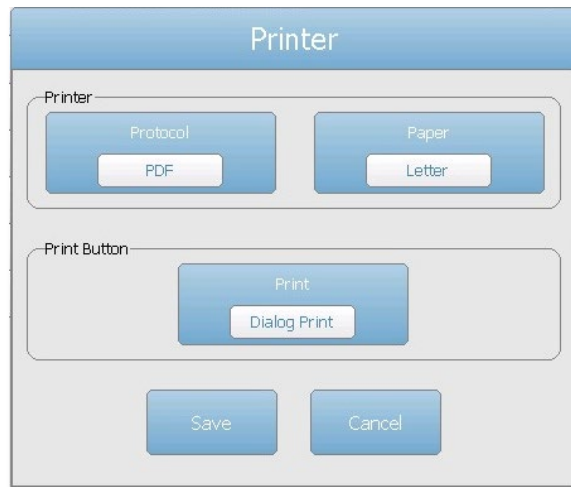 Printer
Printer
Protocol
PDF
Paper
Letter
Print Button
Print
Dialog Print
Save
Cancel